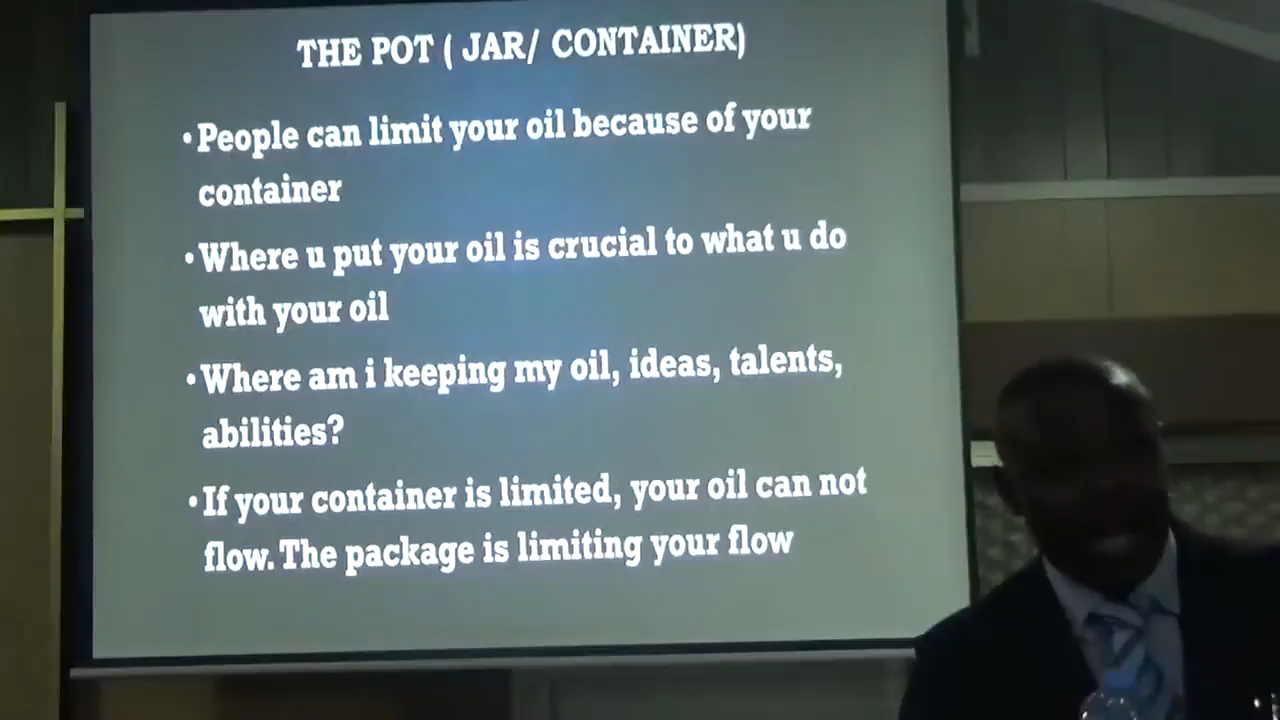 THE POT ( JAR/ CONTAINER)
•People can limit your oil because of your
container
•Where u put your oil is crucial to what u do
with your oil
•Where am i keeping my oil, ideas, talents,
abilities?
•If your container is limited, your oil can not
flow. The package is limiting your flow